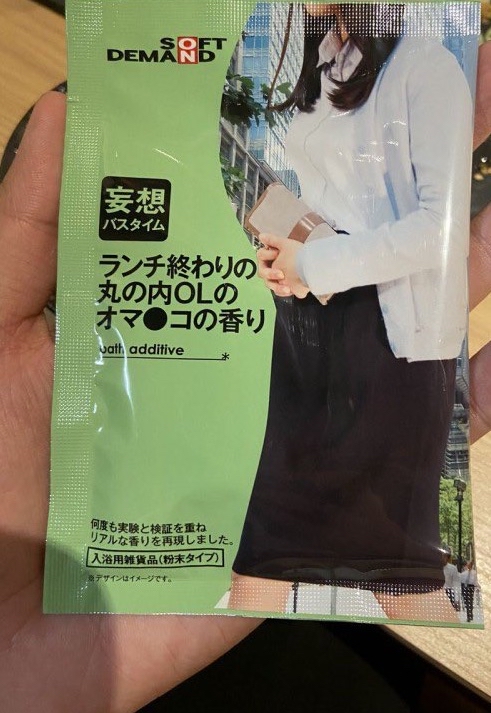 SOFT
ON
DEMAND
妄想
バスタイム
ランチ終わりの
丸の内OLの
オマ●コの香り
bath additive
*
何度も実験と検証を重ね
リアルな香りを再現しました。
入浴用雑貨品(粉末タイプ)
※デザインはイメージです。